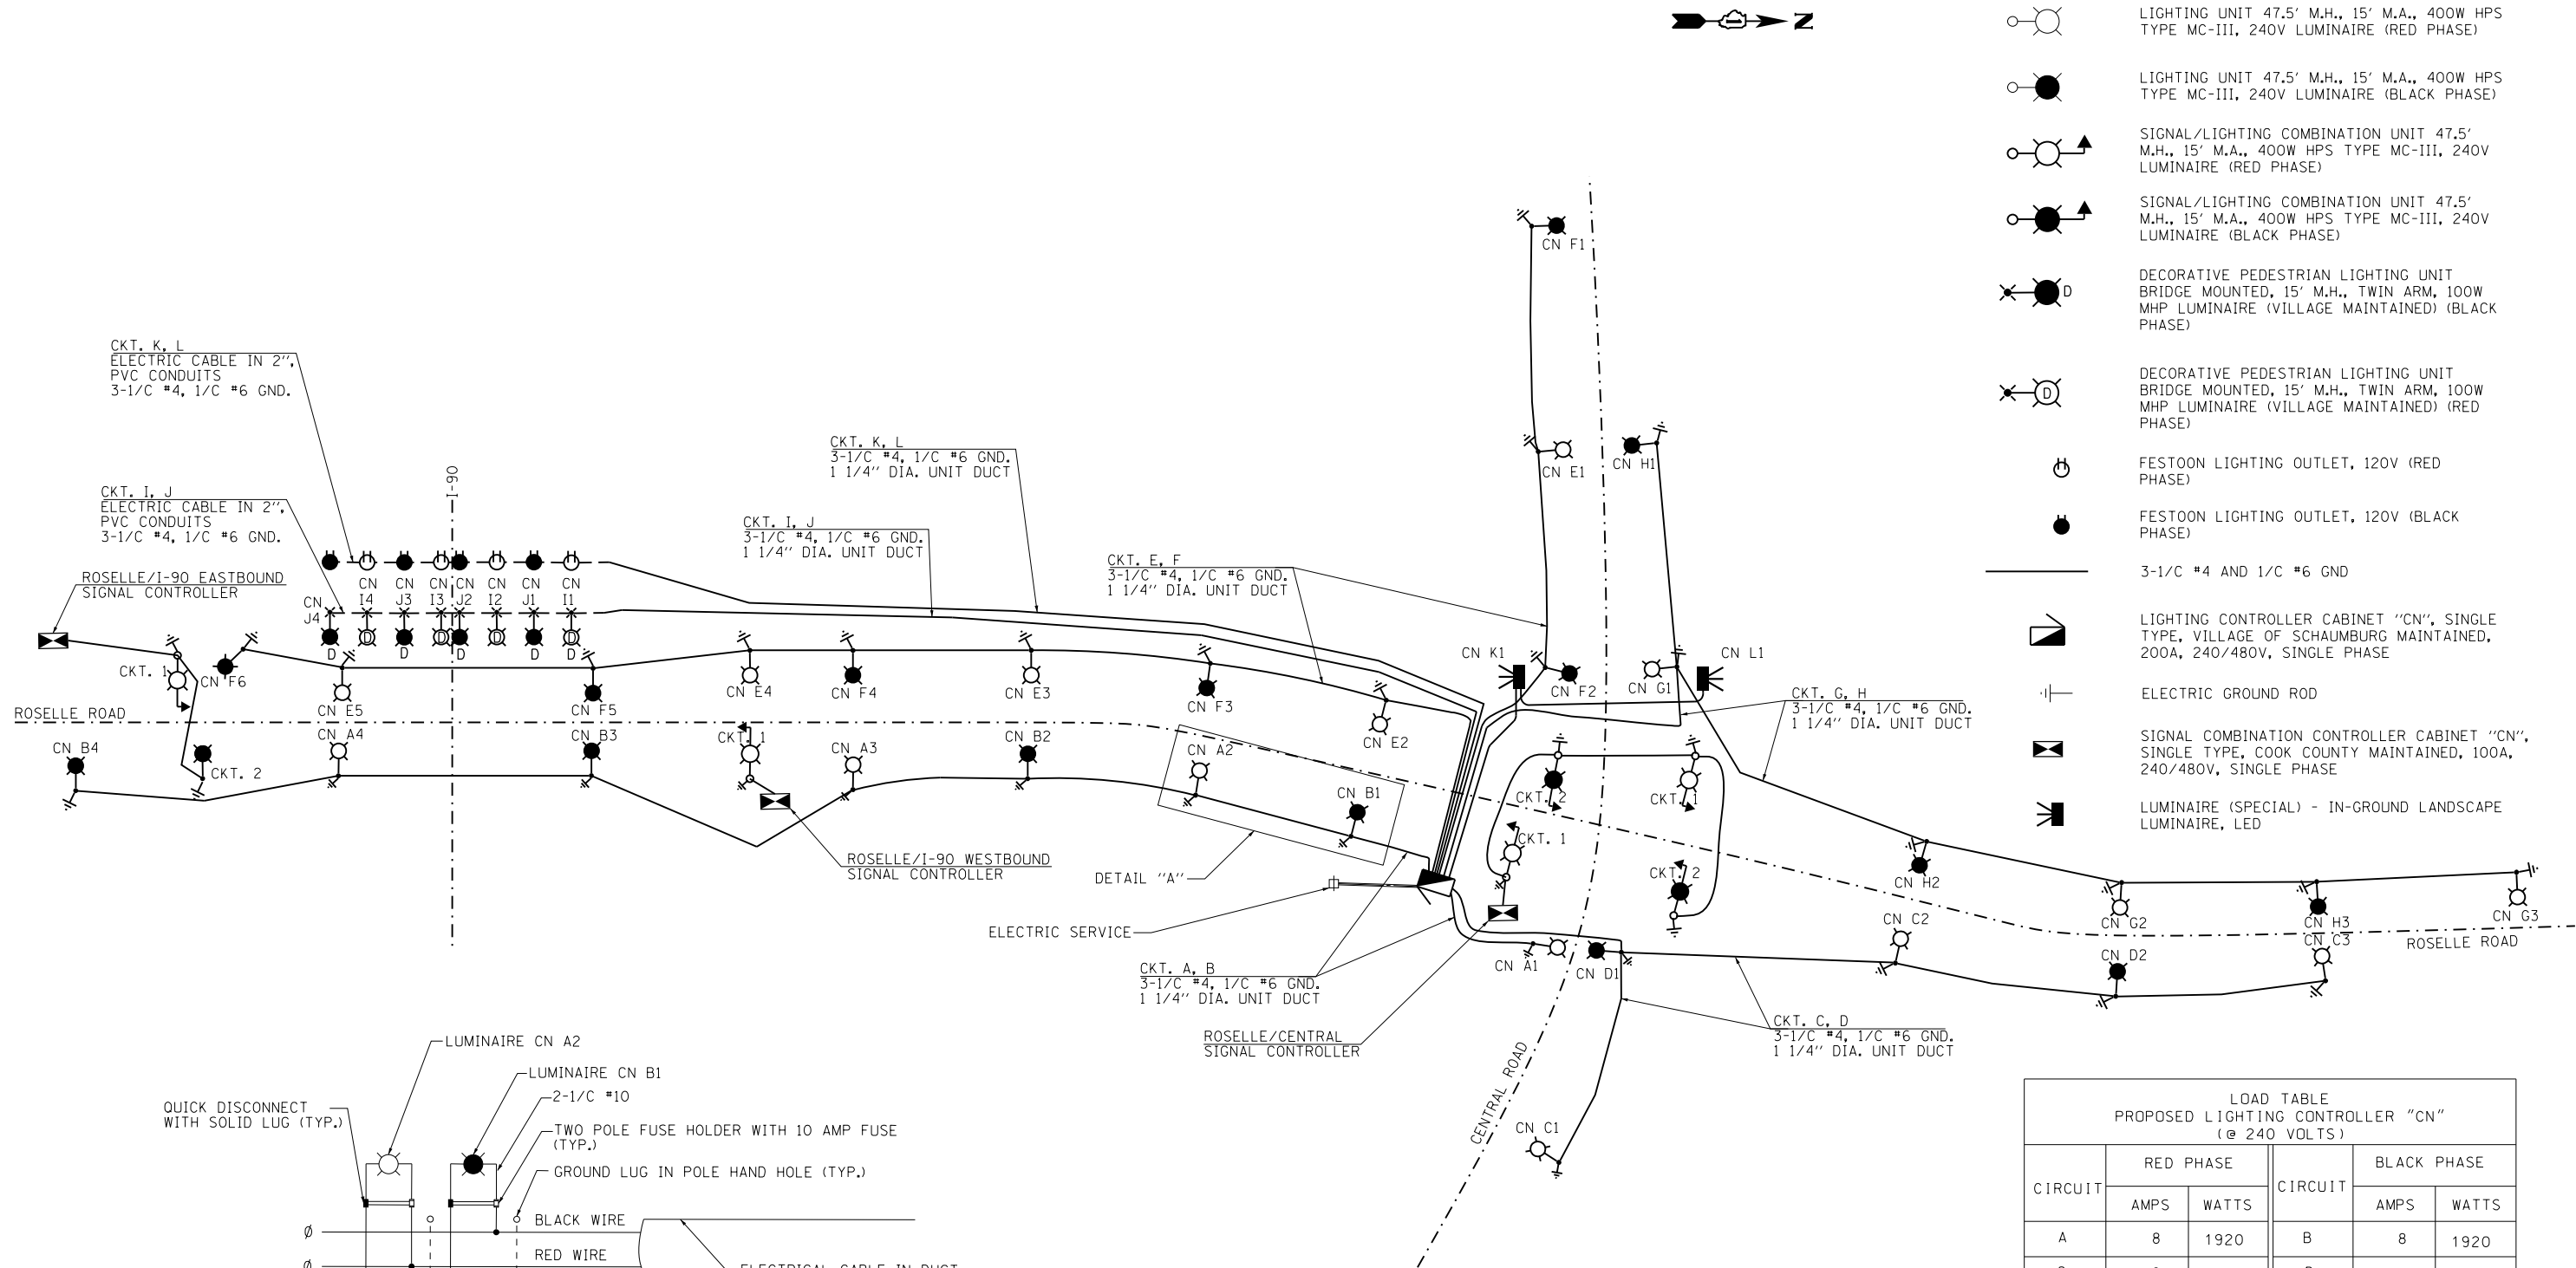 N
LIGHTING UNIT 47.5' M.H., 15' M.A., 400W HPS
TYPE MC-III, 240V LUMINAIRE (RED PHASE)
LIGHTING UNIT 47.5' M.H., 15' M.A., 400W HPS
TYPE MC-III, 240V LUMINAIRE (BLACK PHASE)
SIGNAL/LIGHTING COMBINATION UNIT 47.5'
M.H., 15' M.A., 400W HPS TYPE MC-III, 240V
LUMINAIRE (RED PHASE)
SIGNAL/LIGHTING COMBINATION UNIT 47.5'
M.H., 15' M.A., 400W HPS TYPE MC-III, 240V
LUMINAIRE (BLACK PHASE)
D
DECORATIVE PEDESTRIAN LIGHTING UNIT
BRIDGE MOUNTED, 15' M.H., TWIN ARM, 100W
MHP LUMINAIRE (VILLAGE MAINTAINED) (BLACK
PHASE)
D
DECORATIVE PEDESTRIAN LIGHTING UNIT
BRIDGE MOUNTED, 15' M.H., TWIN ARM, 100W
MHP LUMINAIRE (VILLAGE MAINTAINED) (RED
PHASE)
FESTOON LIGHTING OUTLET, 120V (RED
PHASE)
FESTOON LIGHTING OUTLET, 120V (BLACK
PHASE)
3-1/C #4 AND 1/C #6 GND
LIGHTING CONTROLLER CABINET "CN", SINGLE
TYPE, VILLAGE OF SCHAUMBURG MAINTAINED,
200A, 240/480V, SINGLE PHASE
ELECTRIC GROUND ROD
SIGNAL COMBINATION CONTROLLER CABINET "CN",
SINGLE TYPE, COOK COUNTY MAINTAINED, 100A,
240/480V, SINGLE PHASE
LUMINAIRE (SPECIAL) - IN-GROUND LANDSCAPE
LUMINAIRE, LED
CKT. K, L
ELECTRIC CABLE IN 2",
PVC CONDUITS
3-1/C #4, 1/C #6 GND.
CKT. I, J
ELECTRIC CABLE IN 2",
PVC CONDUITS
3-1/C #4, 1/C #6 GND.
ROSELLE/I-90 EASTBOUND
SIGNAL CONTROLLER
I-90
CKT. K, L
3-1/C #4, 1/C #6 GND.
1 1/4" DIA. UNIT DUCT
CKT. I, J
3-1/C #4, 1/C #6 GND.
1 1/4" DIA. UNIT DUCT
CKT. E, F
3-1/C #4, 1/C #6 GND.
1 1/4" DIA. UNIT DUCT
CN F1
CN E1
CN H1
CN K1
CN F2
CN G1
CN L1
CKT. G, H
3-1/C #4, 1/C #6 GND.
1 1/4" DIA. UNIT DUCT
CN J4
CN I4
CN J3
CN I3
CN J2
CN I2
CN J1
CN I1
D D D D D D D D
CKT. 1
CN F6
CN E5
CN F5
CN E4
CN F4
CN E3
CN F3
CN E2
ROSELLE ROAD
CN B4
CKT. 2
CN A4
CN B3
CKT. 1
CN A3
CN B2
CN A2
CN B1
CKT. 2
CKT. 1
CKT. 1
CKT. 2
ROSELLE/I-90 WESTBOUND
SIGNAL CONTROLLER
DETAIL "A"
ELECTRIC SERVICE
CN H2
CN C2
CN G2
CN H3
CN G3
CN C3
CN D2
ROSELLE ROAD
CN A1
CN D1
CKT. A, B
3-1/C #4, 1/C #6 GND.
1 1/4" DIA. UNIT DUCT
ROSELLE/CENTRAL
SIGNAL CONTROLLER
CKT. C, D
3-1/C #4, 1/C #6 GND.
1 1/4" DIA. UNIT DUCT
CENTRAL ROAD
CN C1
LUMINAIRE CN A2
LUMINAIRE CN B1
2-1/C #10
QUICK DISCONNECT
WITH SOLID LUG (TYP.)
TWO POLE FUSE HOLDER WITH 10 AMP FUSE
(TYP.)
GROUND LUG IN POLE HAND HOLE (TYP.)
Ø BLACK WIRE
Ø RED WIRE
LOAD TABLE
PROPOSED LIGHTING CONTROLLER "CN"
(@ 240 VOLTS)
CIRCUIT RED PHASE CIRCUIT BLACK PHASE
AMPS WATTS AMPS WATTS
A 8 1920 B 8 1920